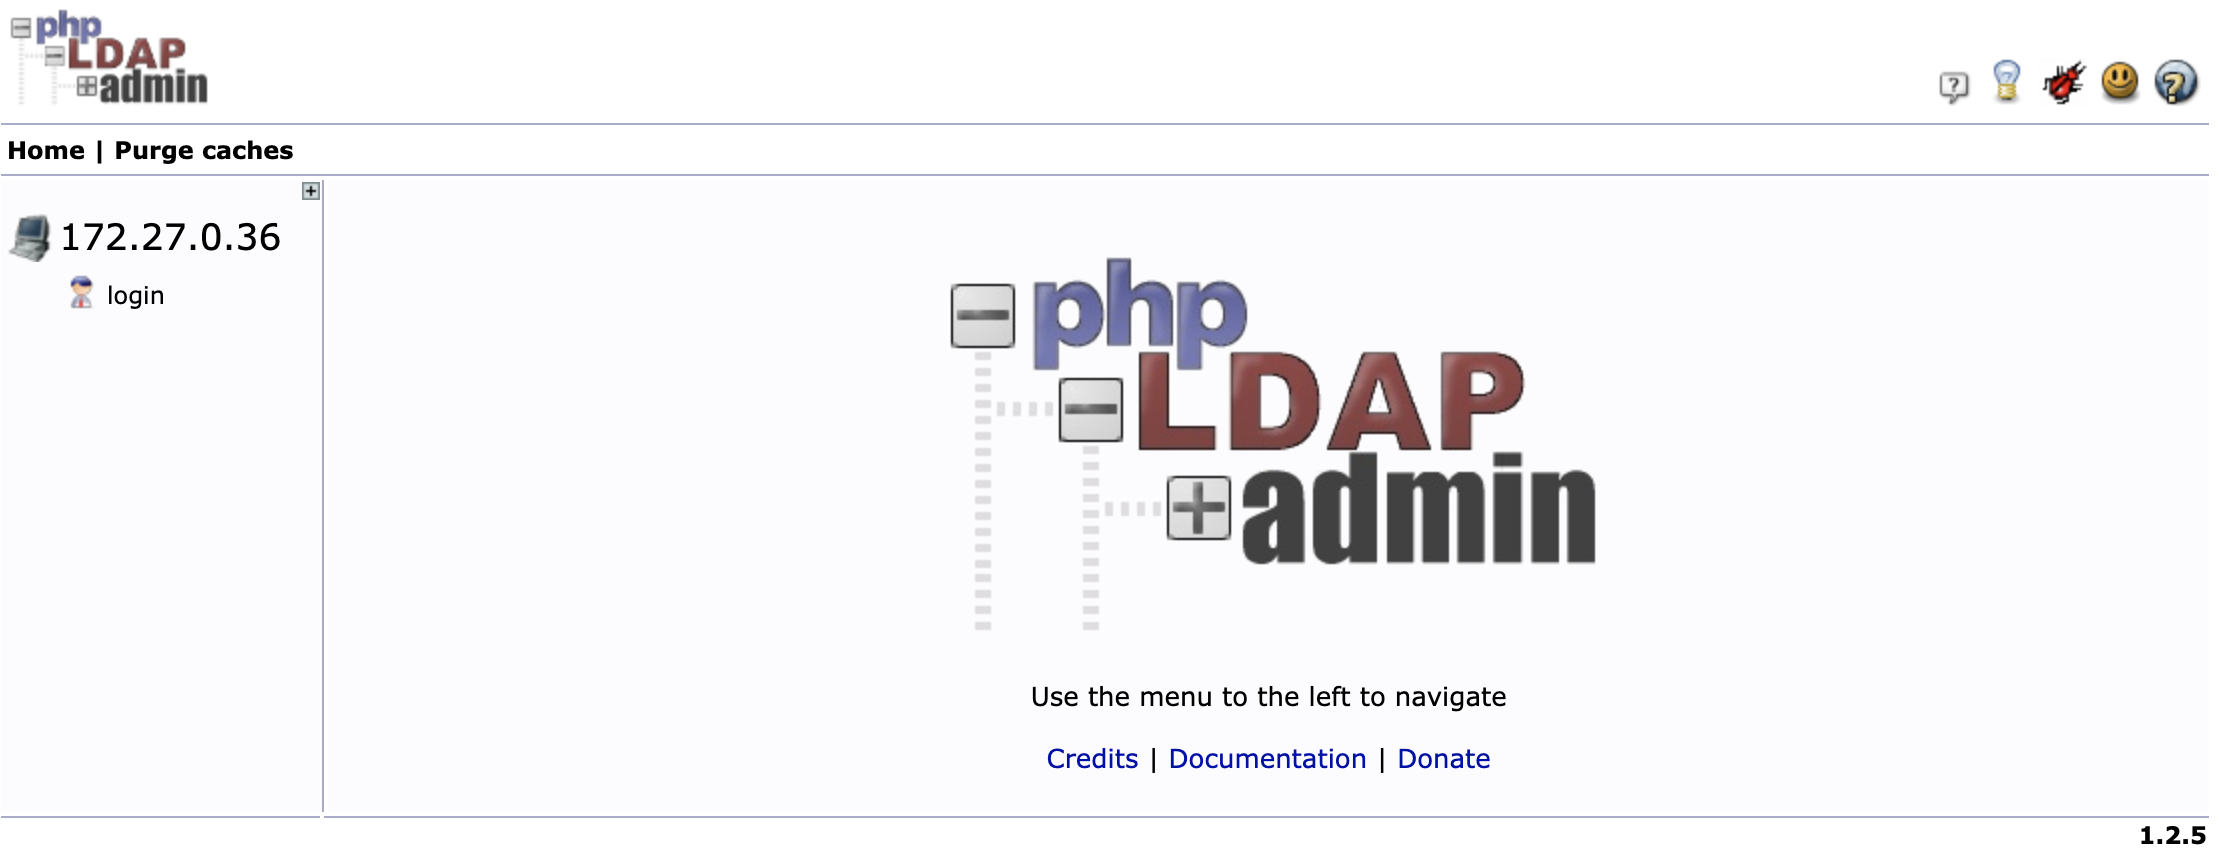 php
LDAP
admin
Home | Purge caches
172.27.0.36
login
php
LDAP
admin
Use the menu to the left to navigate
Credits | Documentation | Donate
1.2.5